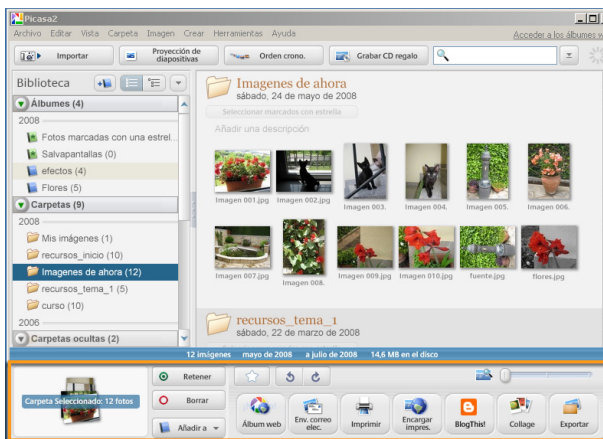 Picasa2
Archivo Editar Vista Carpeta Imagen Crear Herramientas Ayuda
Acceder a los álbumes w
Importar
Proyección de
diapositivas
Orden crono.
Grabar CD regalo
Biblioteca
Álbumes (4)
2008
Fotos marcadas con una estrel...
Salvapantallas (0)
efectos (4)
Flores (5)
Carpetas (9)
2008
Mis imágenes (1)
recursos_inicio (10)
Imagenes de ahora (12)
recursos_tema_1 (5)
curso (10)
2006
Carpetas ocultas (2)
Imagenes de ahora
sábado, 24 de mayo de 2008
Seleccionar marcados con estrella
Añadir una descripción
Imagen 001.jpg
Imagen 002.jpg
Imagen 003.
Imagen 004.
Imagen 005.
Imagen 006.
Imagen 007.jpg
Imagen 008.
Imagen 009.jpg
Imagen 010.jpg
fuente.jpg
flores.jpg
recursos_tema_1
sábado, 22 de marzo de 2008
12 imágenes mayo de 2008 a julio de 2008 14,6 MB en el disco
Carpeta Seleccionado: 12 fotos
Retener
Borrar
Añadir a
Álbum web
Env. correo
elec.
Imprimir
Encargar
impres.
BlogThis!
Collage
Exportar